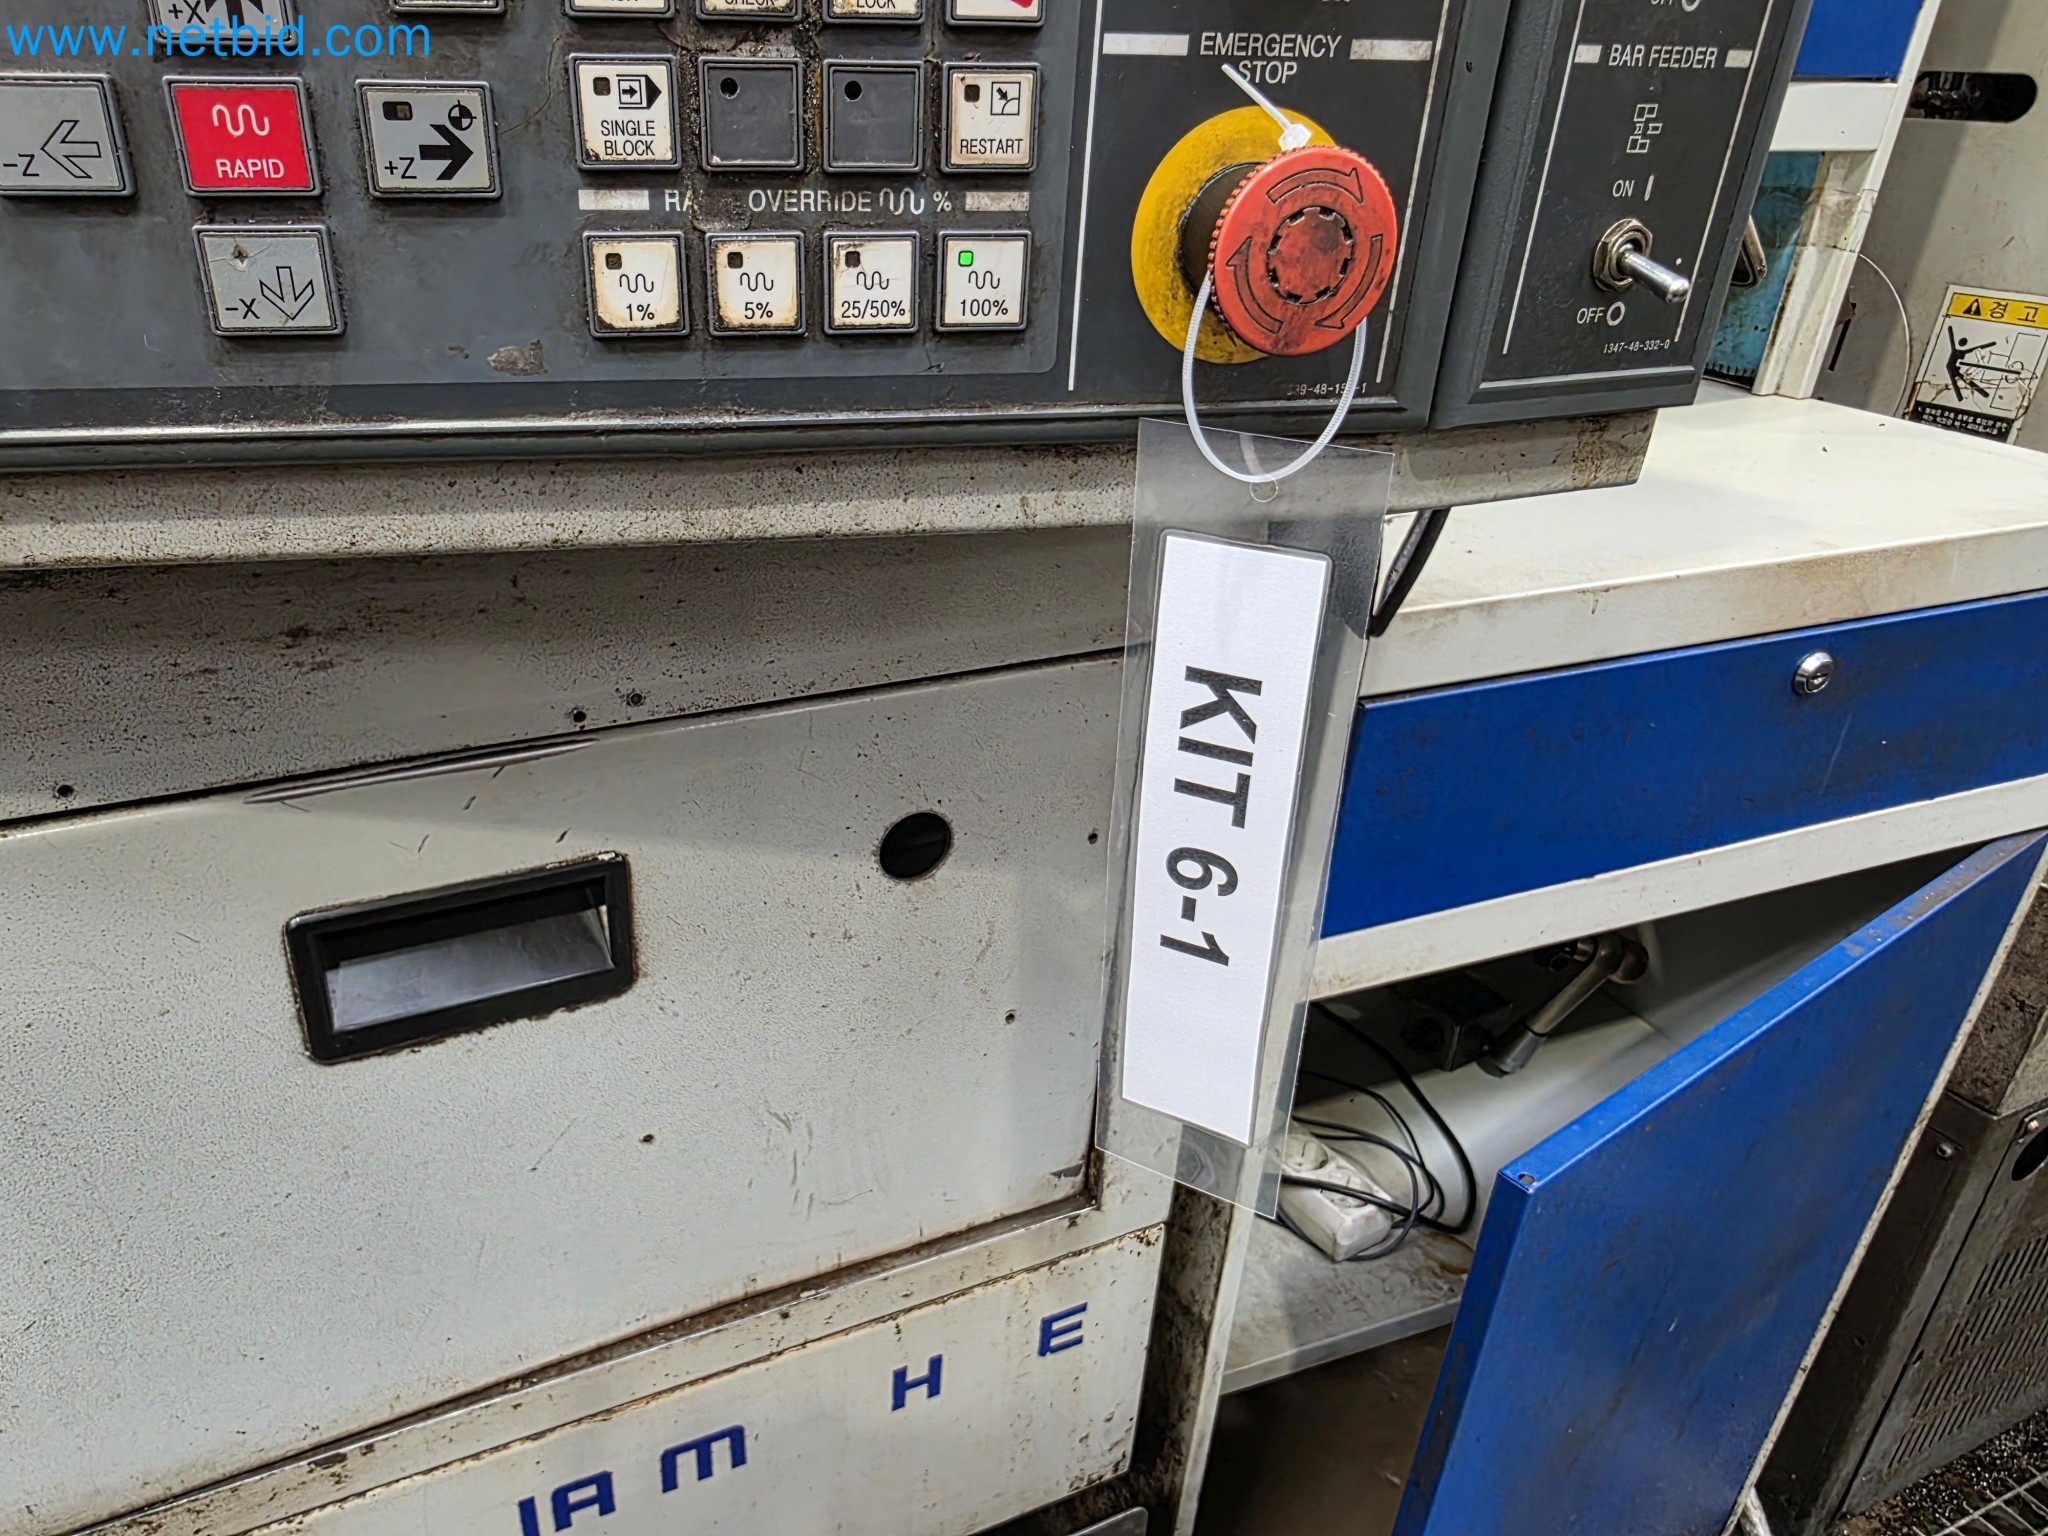 www.netbid.com
+X
CHECK
LOCK
-Z
RAPID
+Z
SINGLE
BLOCK
RESTART
OVERRIDE %
-X
1%
5%
25/50%
100%
EMERGENCY
STOP
BAR FEEDER
ON
OFF
1347-48-332-0
경 고
KIT 6-1